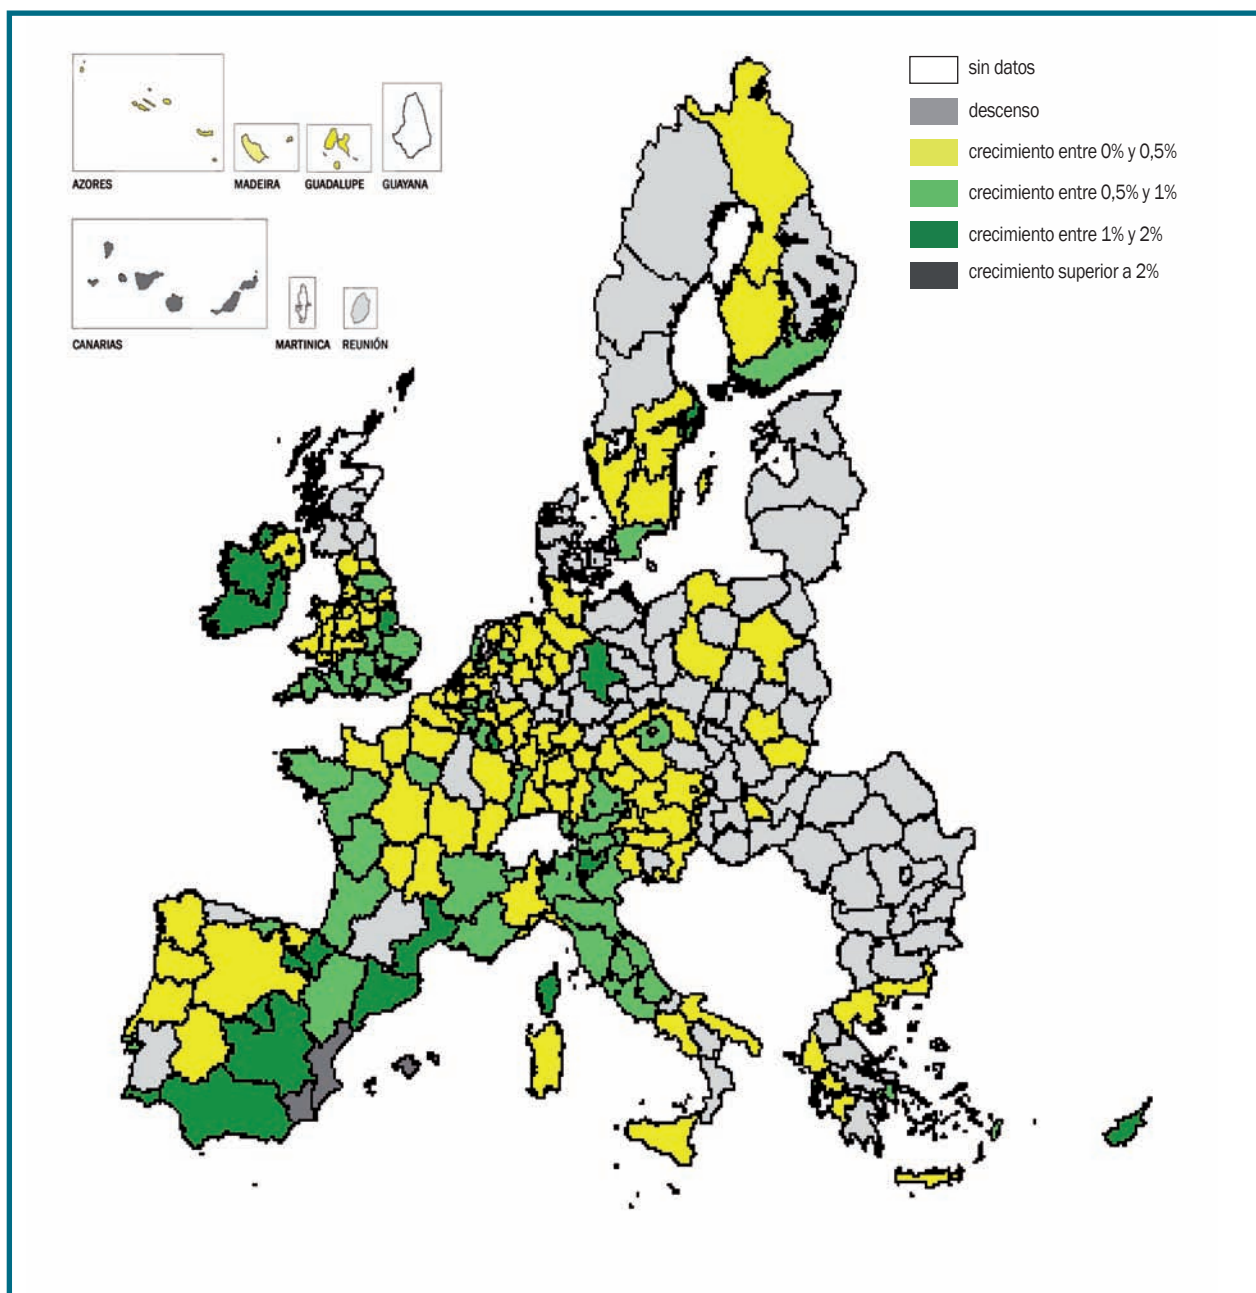 sin datos
descenso
crecimiento entre 0% y 0,5%
crecimiento entre 0,5% y 1%
crecimiento entre 1% y 2%
crecimiento superior a 2%
AZORES
MADEIRA
GUADALUPE
GUAYANA
CANARIAS
MARTINICA
REUNIÓN